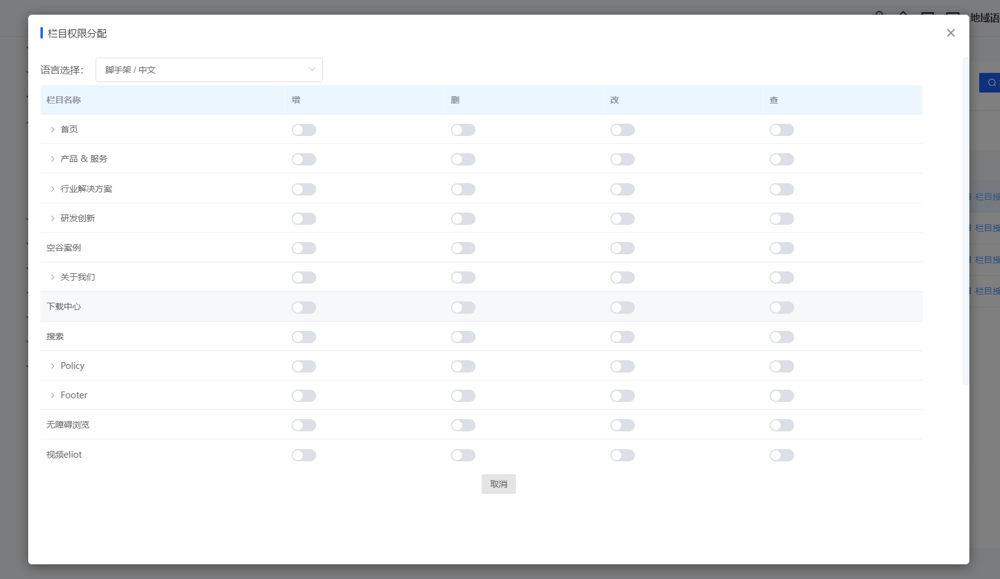 地域语
栏目权限分配
语言选择：
脚手架 / 中文
栏目名称 增 删 改 查
首页
产品 & 服务
行业解决方案
研发创新
空谷案例
关于我们
下载中心
搜索
Policy
Footer
无障碍浏览
视频eliot
取消
栏目授
栏目授
栏目授
栏目授